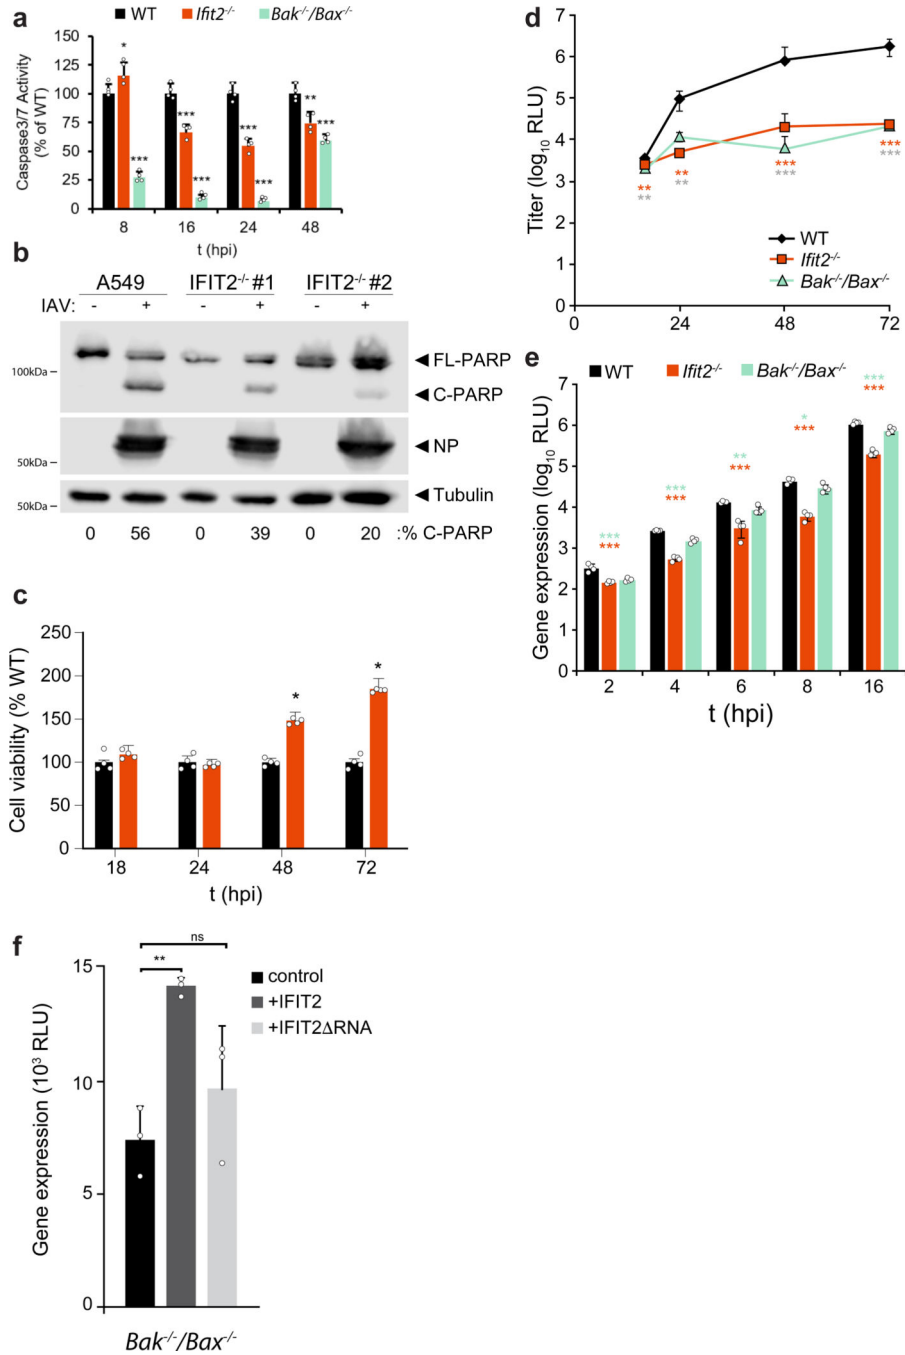 a
WT Ifit2-/- Bak-/-/Bax-/-
Caspase3/7 Activity
(% of WT)
150
125
100
75
50
25
0
* *** *** *** *** *** ** ***
8 16 24 48
t (hpi)
b
A549 IFIT2-/- #1 IFIT2-/- #2
IAV: - + - + - +
100kDa
FL-PARP
C-PARP
50kDa
NP
50kDa
Tubulin
0 56 0 39 0 20 :% C-PARP
c
Cell viability (% WT)
250
200
150
100
50
0
* *
18 24 48 72
t (hpi)
d
Titer (log10 RLU)
7
6
5
4
3
2
1
0
** ** *** ***
** ** *** ***
WT
Ifit2-/-
Bak-/-/Bax-/-
0 24 48 72
e
WT Ifit2-/- Bak-/-/Bax-/-
Gene expression (log10 RLU)
7
6
5
4
3
2
1
0
*** *** ** * ***
*** *** *** *** ***
2 4 6 8 16
t (hpi)
f
ns
**
Gene expression (10³ RLU)
15
10
5
0
control
+IFIT2
+IFIT2ΔRNA
Bak-/-/Bax-/-